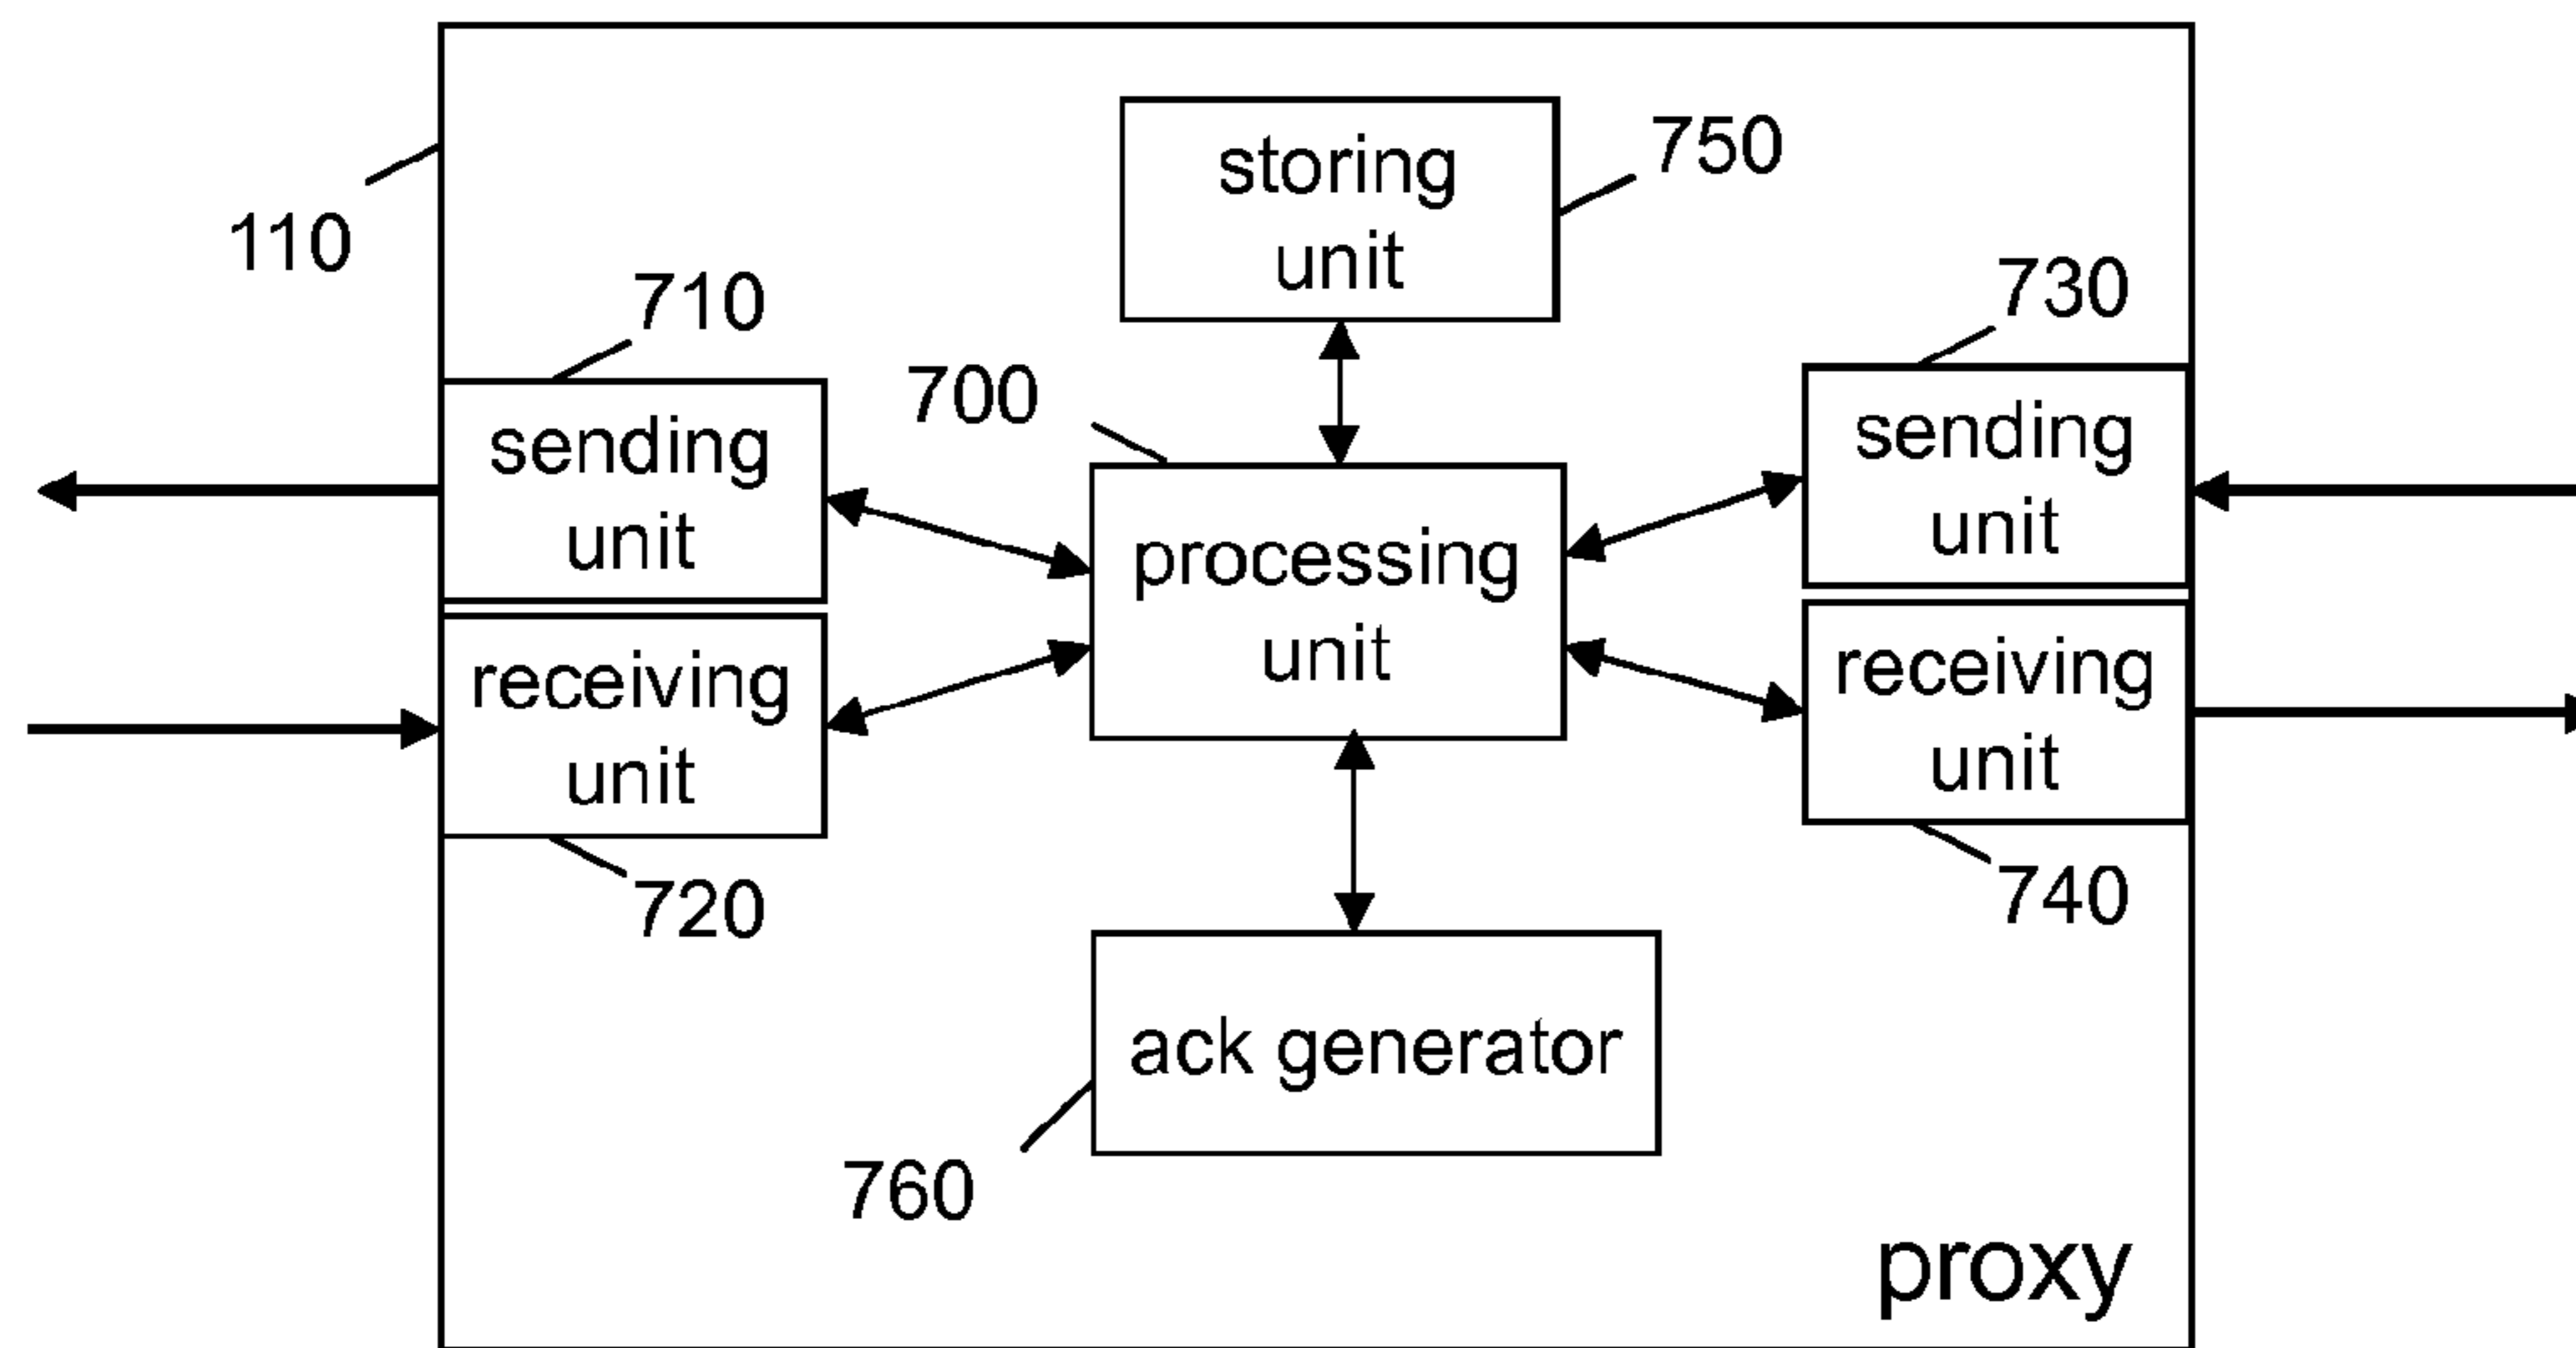 storing
unit
750
110
710
730
700
sending
unit
sending
unit
processing
unit
receiving
unit
receiving
unit
720
740
ack generator
760
proxy